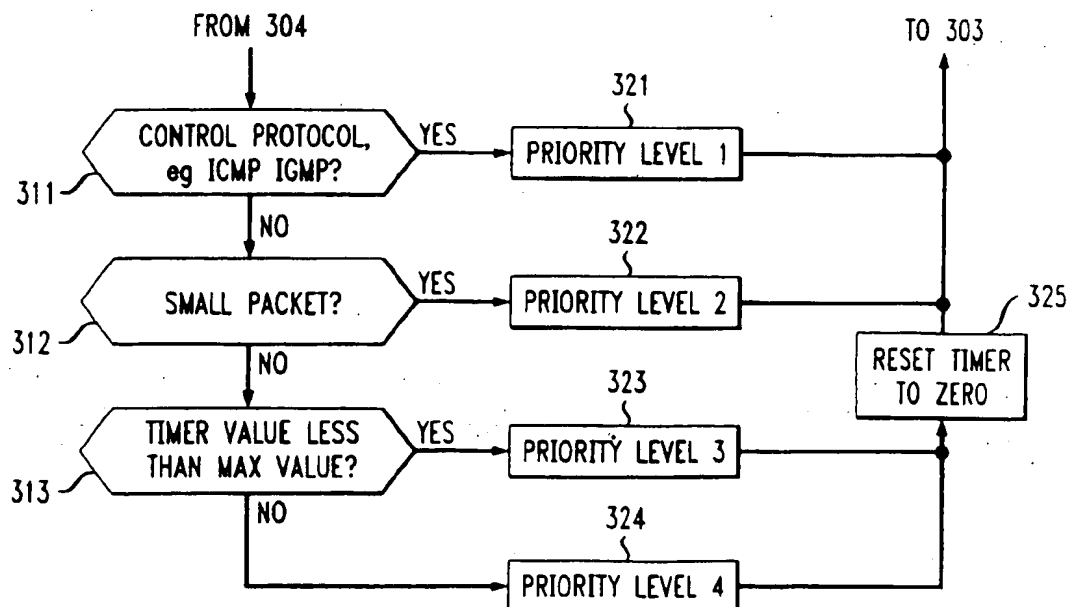 FROM 304
TO 303
321
CONTROL PROTOCOL,
eg ICMP IGMP?
YES
PRIORITY LEVEL 1
311
NO
322
SMALL PACKET?
YES
PRIORITY LEVEL 2
325
312
NO
RESET TIMER
TO ZERO
323
TIMER VALUE LESS
THAN MAX VALUE?
YES
PRIORITY LEVEL 3
313
NO
324
PRIORITY LEVEL 4